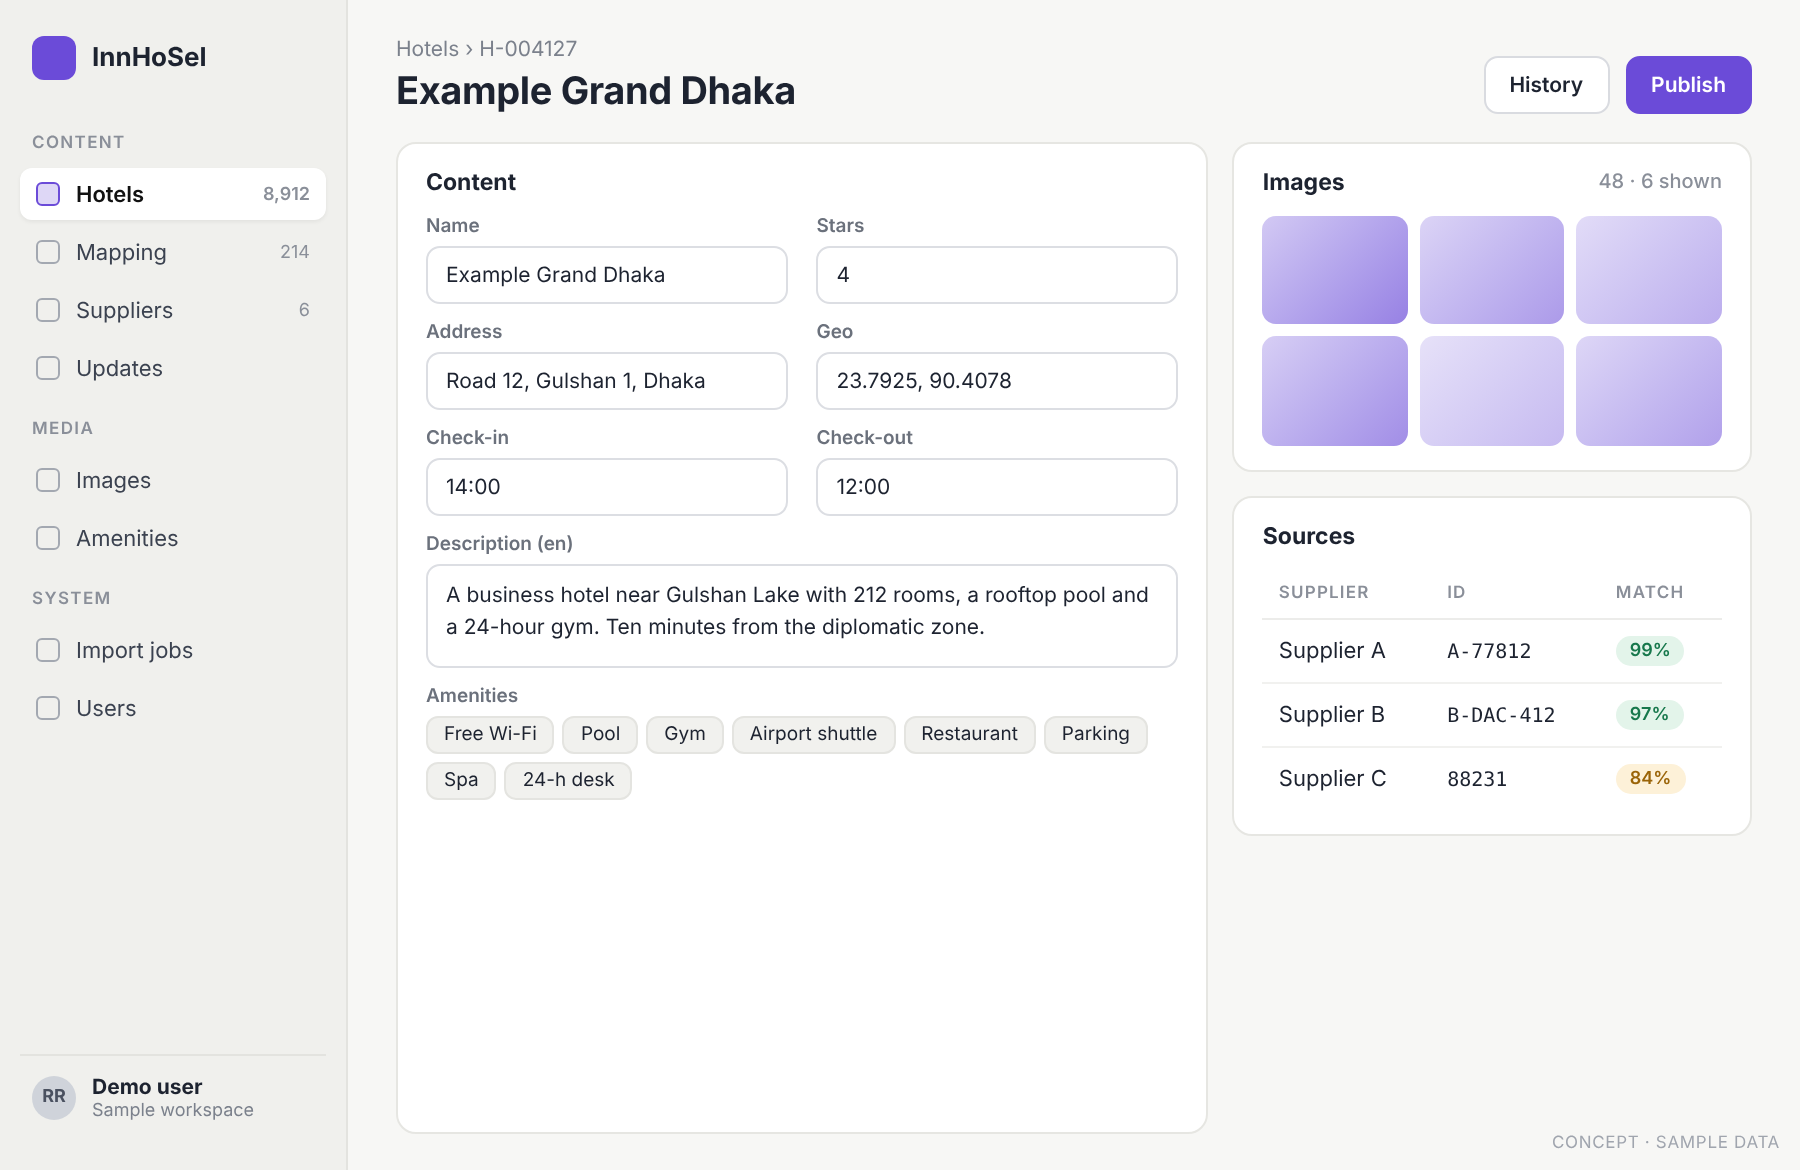 InnHoSel
CONTENT
Hotels 8,912
Mapping 214
Suppliers 6
Updates
MEDIA
Images
Amenities
SYSTEM
Import jobs
Users
RR
Demo user
Sample workspace
Hotels › H-004127
Example Grand Dhaka
History
Publish
Content
Name
Example Grand Dhaka
Stars
4
Address
Road 12, Gulshan 1, Dhaka
Geo
23.7925, 90.4078
Check-in
14:00
Check-out
12:00
Description (en)
A business hotel near Gulshan Lake with 212 rooms, a rooftop pool and
a 24-hour gym. Ten minutes from the diplomatic zone.
Amenities
Free Wi-Fi Pool Gym Airport shuttle Restaurant Parking
Spa 24-h desk
Images 48 · 6 shown
Sources
SUPPLIER ID MATCH
Supplier A A-77812 99%
Supplier B B-DAC-412 97%
Supplier C 88231 84%
CONCEPT · SAMPLE DATA